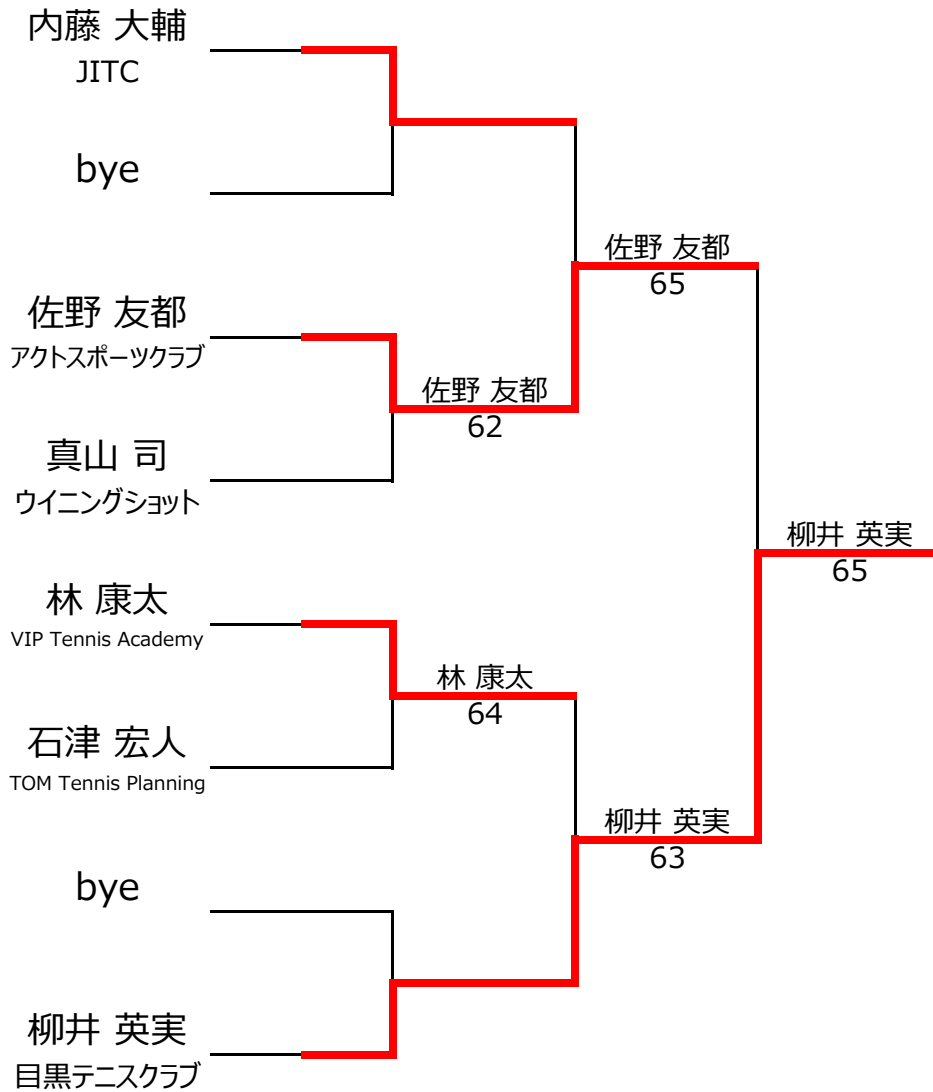 内藤 大輔
JITC
bye
佐野 友都
65
佐野 友都
アクトスポーツクラブ
佐野 友都
62
真山 司
ウイニングショット
柳井 英実
65
林 康太
VIP Tennis Academy
林 康太
64
石津 宏人
TOM Tennis Planning
柳井 英実
63
bye
柳井 英実
目黒テニスクラブ